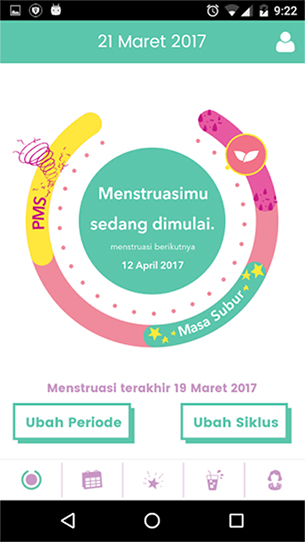 9:22
21 Maret 2017
PMS
Menstruasimu
sedang dimulai.
menstruasi berikutnya
12 April 2017
Masa Subur
Menstruasi terakhir 19 Maret 2017
Ubah Periode
Ubah Siklus